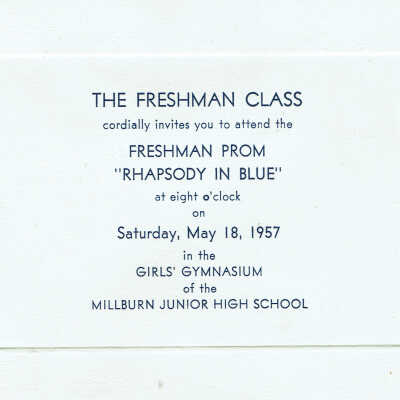 THE FRESHMAN CLASS
cordially invites you to attend the
FRESHMAN PROM
"RHAPSODY IN BLUE"
at eight o'clock
on
Saturday, May 18, 1957
in the
GIRLS' GYMNASIUM
of the
MILLBURN JUNIOR HIGH SCHOOL